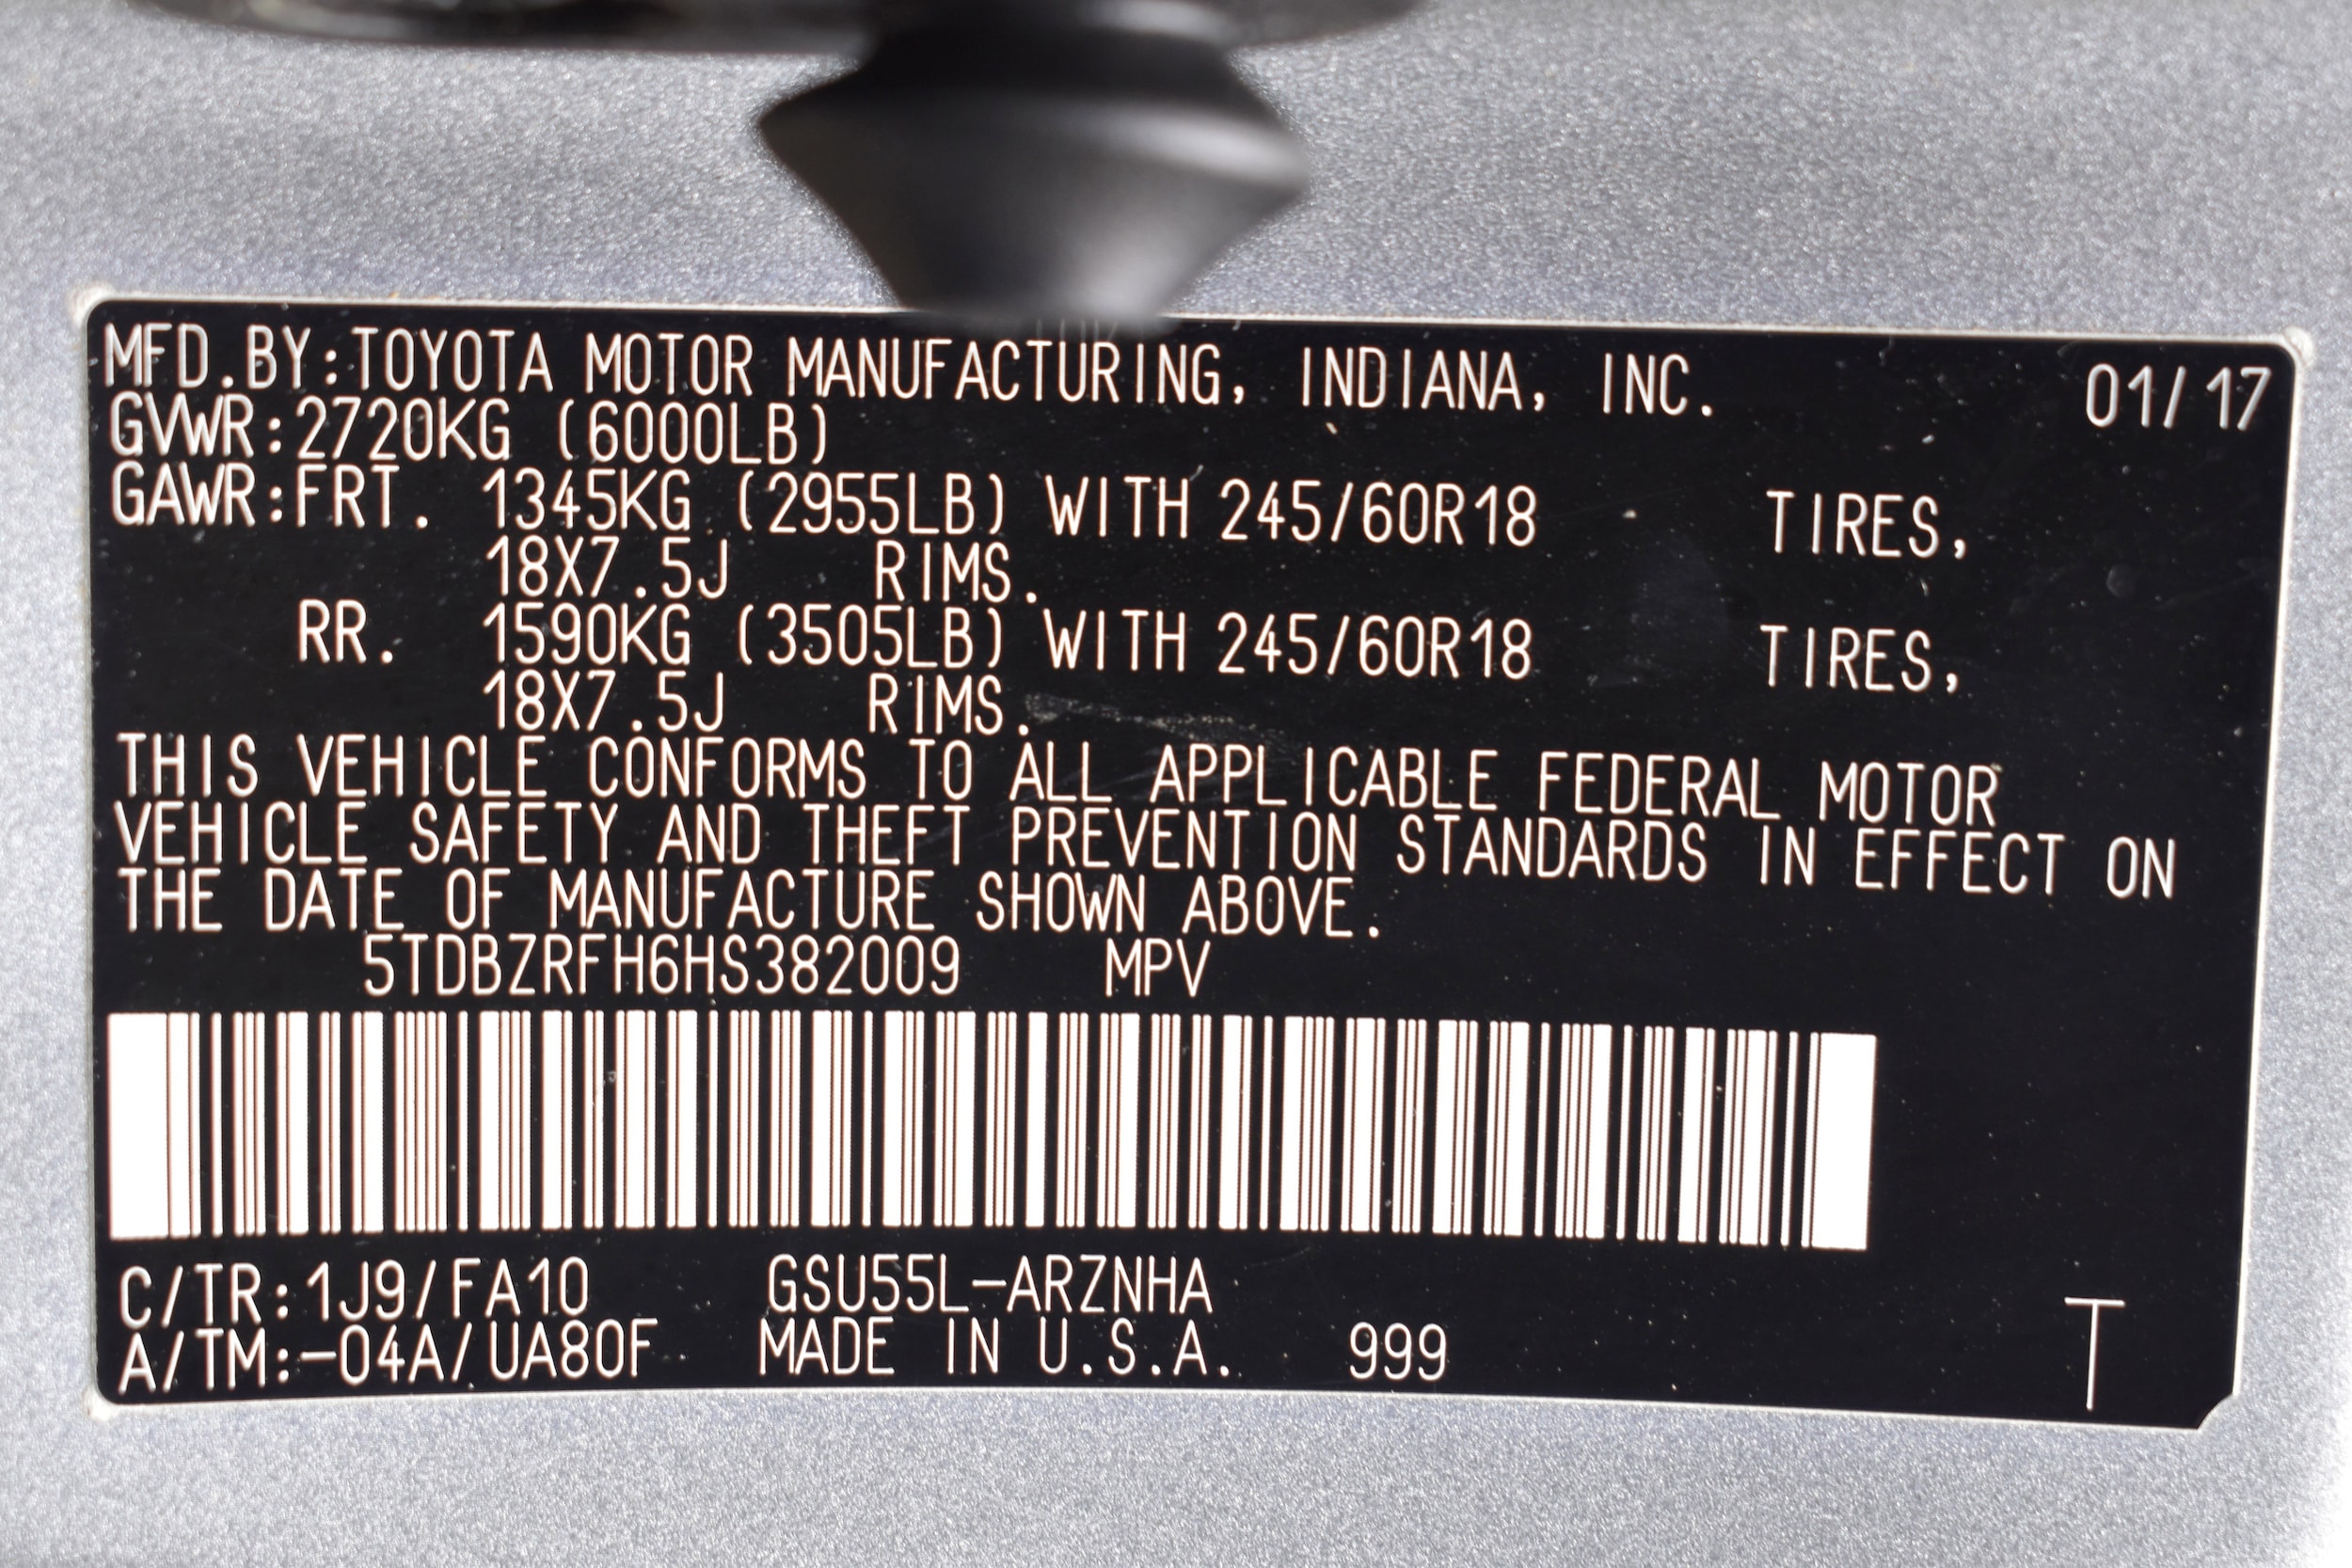 MFD.BY:TOYOTA MOTOR MANUFACTURING, INDIANA, INC. 01/17
GVWR:2720KG (6000LB)
GAWR:FRT. 1345KG (2955LB) WITH 245/60R18 TIRES,
18X7.5J RIMS.
RR. 1590KG (3505LB) WITH 245/60R18 TIRES,
18X7.5J RIMS.
THIS VEHICLE CONFORMS TO ALL APPLICABLE FEDERAL MOTOR
VEHICLE SAFETY AND THEFT PREVENTION STANDARDS IN EFFECT ON
THE DATE OF MANUFACTURE SHOWN ABOVE.
5TDBZRFH6HS382009 MPV
C/TR:1J9/FA10 GSU55L-ARZNHA
A/TM:-04A/UA80F MADE IN U.S.A. 999 T